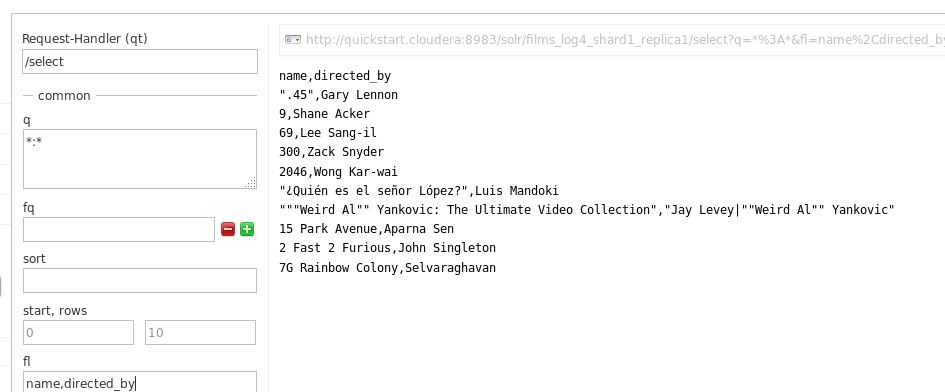 Request-Handler (qt)
/select
common
q
*:*
fq
sort
start, rows
0
10
fl
name,directed_by
http://quickstart.cloudera:8983/solr/films_log4_shard1_replica1/select?q=*%3A*&fl=name%2Cdirected_by
name,directed_by
".45",Gary Lennon
9,Shane Acker
69,Lee Sang-il
300,Zack Snyder
2046,Wong Kar-wai
"¿Quién es el señor López?",Luis Mandoki
"""Weird Al"" Yankovic: The Ultimate Video Collection","Jay Levey|""Weird Al"" Yankovic"
15 Park Avenue,Aparna Sen
2 Fast 2 Furious,John Singleton
7G Rainbow Colony,Selvaraghavan